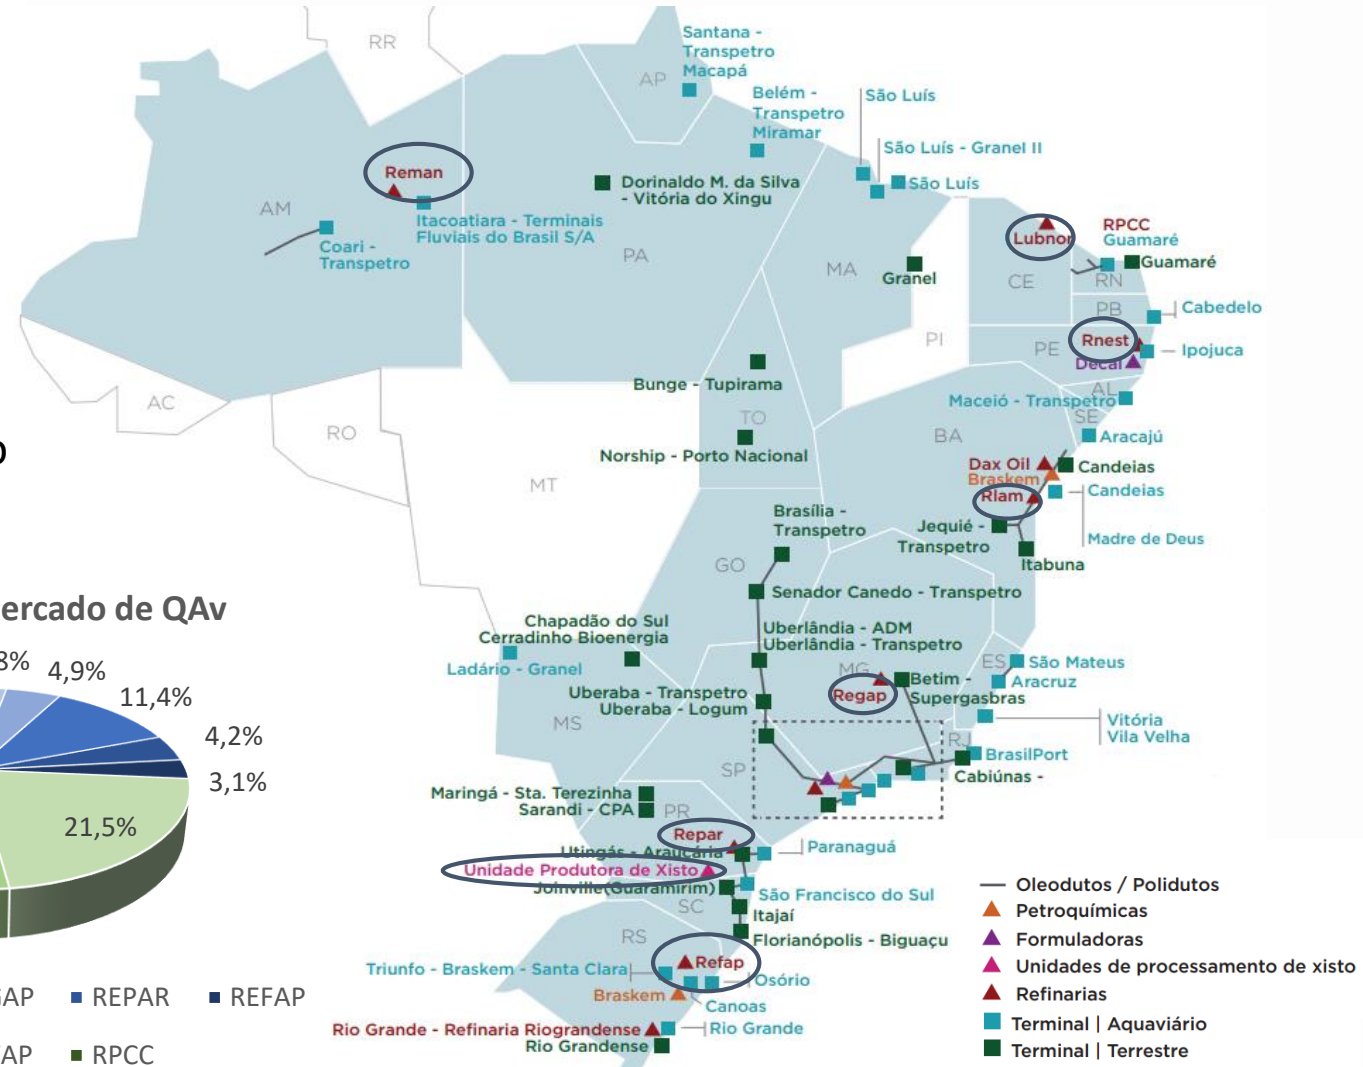 RR
Santana -
Transpetro
Macapá
AP
Belém -
Transpetro
Miramar
São Luís
São Luís - Granel II
São Luís
Reman
Dorinaldo M. da Silva
- Vitória do Xingu
AM
Itacoatiara - Terminais
Fluviais do Brasil S/A
Coari -
Transpetro
PA
MA
Granel
Lubnor
RPCC
Guamaré
Guamaré
CE
RN
PB
Cabedelo
PI
PE
Rnest
Ipojuca
Decal
Bunge - Tupirama
AC
RO
TO
AL
Maceió - Transpetro
SE
BA
Aracajú
Norship - Porto Nacional
Dax Oil
Candeias
Braskem
MT
Rlam
Candeias
Brasília -
Transpetro
Jequié -
Transpetro
Madre de Deus
Itabuna
GO
Senador Canedo - Transpetro
ercado de QAv
Chapadão do Sul
Cerradinho Bioenergia
Uberlândia - ADM
Uberlândia - Transpetro
Ladário - Granel
ES
São Mateus
MG
Betim -
Supergasbras
Aracruz
8%
4,9%
11,4%
4,2%
3,1%
21,5%
Uberaba - Transpetro
Uberaba - Logum
Regap
MS
Vitória
Vila Velha
RJ
BrasilPort
SP
Cabiúnas -
Maringá - Sta. Terezinha
Sarandi - CPA
PR
Repar
Utingás - Araucária
Paranaguá
Unidade Produtora de Xisto
Joinville(Guaramirim)
São Francisco do Sul
SC
Itajaí
RS
Florianópolis - Biguaçu
Refap
Triunfo - Braskem - Santa Clara
Osório
Braskem
Canoas
Rio Grande - Refinaria Riograndense
Rio Grande
Rio Grandense
GAP
REPAR
REFAP
AP
RPCC
Oleodutos / Polidutos
Petroquímicas
Formuladoras
Unidades de processamento de xisto
Refinarias
Terminal | Aquaviário
Terminal | Terrestre